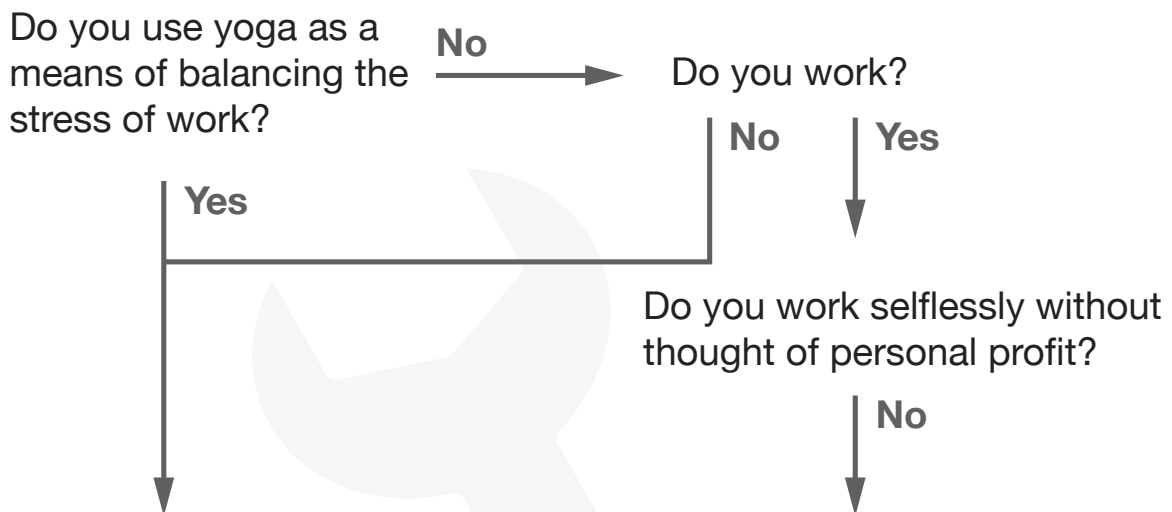 Do you use yoga as a
means of balancing the
stress of work?
No
Do you work?
No
Yes
Yes
Do you work selflessly without
thought of personal profit?
No